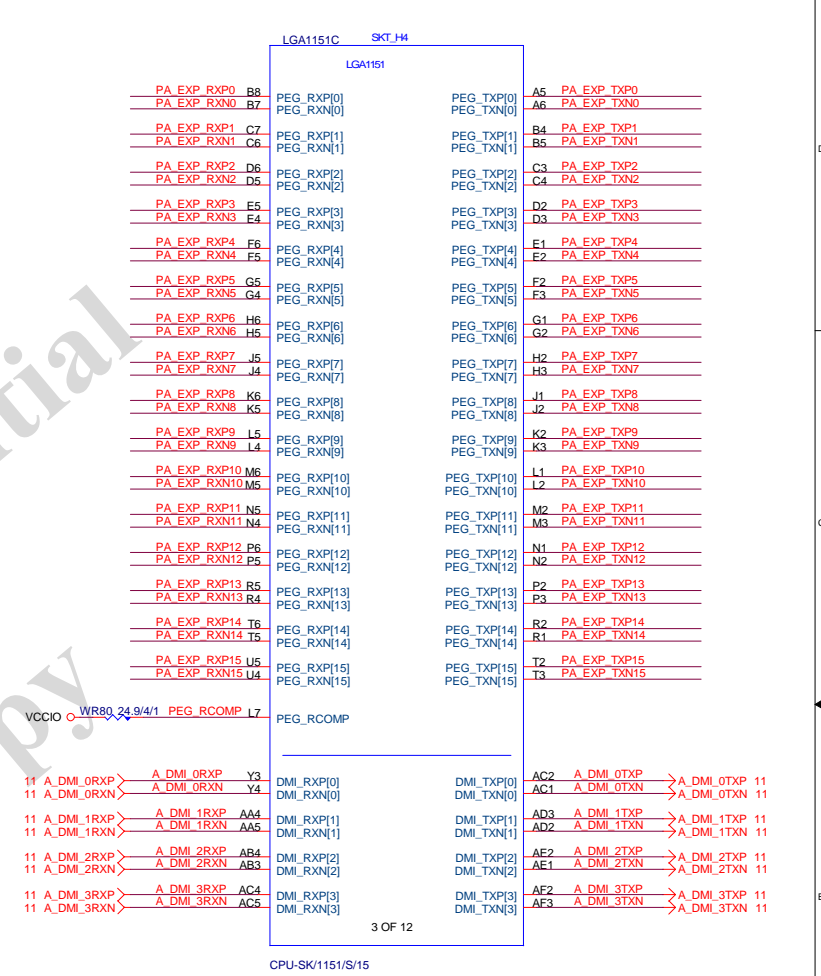 LGA1151C SKT_H4
LGA1151
PA_EXP_RXP0 B8 PEG_RXP[0] PEG_TXP[0] A5 PA_EXP_TXP0
PA_EXP_RXN0 B7 PEG_RXN[0] PEG_TXN[0] A6 PA_EXP_TXN0
PA_EXP_RXP1 C7 PEG_RXP[1] PEG_TXP[1] B4 PA_EXP_TXP1
PA_EXP_RXN1 C6 PEG_RXN[1] PEG_TXN[1] B5 PA_EXP_TXN1
PA_EXP_RXP2 D6 PEG_RXP[2] PEG_TXP[2] C3 PA_EXP_TXP2
PA_EXP_RXN2 D5 PEG_RXN[2] PEG_TXN[2] C4 PA_EXP_TXN2
PA_EXP_RXP3 E5 PEG_RXP[3] PEG_TXP[3] D2 PA_EXP_TXP3
PA_EXP_RXN3 E4 PEG_RXN[3] PEG_TXN[3] D3 PA_EXP_TXN3
PA_EXP_RXP4 F6 PEG_RXP[4] PEG_TXP[4] E1 PA_EXP_TXP4
PA_EXP_RXN4 F5 PEG_RXN[4] PEG_TXN[4] E2 PA_EXP_TXN4
PA_EXP_RXP5 G5 PEG_RXP[5] PEG_TXP[5] F2 PA_EXP_TXP5
PA_EXP_RXN5 G4 PEG_RXN[5] PEG_TXN[5] F3 PA_EXP_TXN5
PA_EXP_RXP6 H6 PEG_RXP[6] PEG_TXP[6] G1 PA_EXP_TXP6
PA_EXP_RXN6 H5 PEG_RXN[6] PEG_TXN[6] G2 PA_EXP_TXN6
PA_EXP_RXP7 J5 PEG_RXP[7] PEG_TXP[7] H2 PA_EXP_TXP7
PA_EXP_RXN7 J4 PEG_RXN[7] PEG_TXN[7] H3 PA_EXP_TXN7
PA_EXP_RXP8 K6 PEG_RXP[8] PEG_TXP[8] J1 PA_EXP_TXP8
PA_EXP_RXN8 K5 PEG_RXN[8] PEG_TXN[8] J2 PA_EXP_TXN8
PA_EXP_RXP9 L5 PEG_RXP[9] PEG_TXP[9] K2 PA_EXP_TXP9
PA_EXP_RXN9 L4 PEG_RXN[9] PEG_TXN[9] K3 PA_EXP_TXN9
PA_EXP_RXP10 M6 PEG_RXP[10] PEG_TXP[10] L1 PA_EXP_TXP10
PA_EXP_RXN10 M5 PEG_RXN[10] PEG_TXN[10] L2 PA_EXP_TXN10
PA_EXP_RXP11 N5 PEG_RXP[11] PEG_TXP[11] M2 PA_EXP_TXP11
PA_EXP_RXN11 N4 PEG_RXN[11] PEG_TXN[11] M3 PA_EXP_TXN11
PA_EXP_RXP12 P6 PEG_RXP[12] PEG_TXP[12] N1 PA_EXP_TXP12
PA_EXP_RXN12 P5 PEG_RXN[12] PEG_TXN[12] N2 PA_EXP_TXN12
PA_EXP_RXP13 R5 PEG_RXP[13] PEG_TXP[13] P2 PA_EXP_TXP13
PA_EXP_RXN13 R4 PEG_RXN[13] PEG_TXN[13] P3 PA_EXP_TXN13
PA_EXP_RXP14 T6 PEG_RXP[14] PEG_TXP[14] R2 PA_EXP_TXP14
PA_EXP_RXN14 T5 PEG_RXN[14] PEG_TXN[14] R1 PA_EXP_TXN14
PA_EXP_RXP15 U5 PEG_RXP[15] PEG_TXP[15] T2 PA_EXP_TXP15
PA_EXP_RXN15 U4 PEG_RXN[15] PEG_TXN[15] T3 PA_EXP_TXN15
VCCIO WR80 24.9/4/1 PEG_RCOMP L7 PEG_RCOMP
11 A_DMI_0RXP A_DMI_0RXP Y3 DMI_RXP[0] DMI_TXP[0] AC2 A_DMI_0TXP A_DMI_0TXP 11
11 A_DMI_0RXN A_DMI_0RXN Y4 DMI_RXN[0] DMI_TXN[0] AC1 A_DMI_0TXN A_DMI_0TXN 11
11 A_DMI_1RXP A_DMI_1RXP AA4 DMI_RXP[1] DMI_TXP[1] AD3 A_DMI_1TXP A_DMI_1TXP 11
11 A_DMI_1RXN A_DMI_1RXN AA5 DMI_RXN[1] DMI_TXN[1] AD2 A_DMI_1TXN A_DMI_1TXN 11
11 A_DMI_2RXP A_DMI_2RXP AB4 DMI_RXP[2] DMI_TXP[2] AE2 A_DMI_2TXP A_DMI_2TXP 11
11 A_DMI_2RXN A_DMI_2RXN AB3 DMI_RXN[2] DMI_TXN[2] AE1 A_DMI_2TXN A_DMI_2TXN 11
11 A_DMI_3RXP A_DMI_3RXP AC4 DMI_RXP[3] DMI_TXP[3] AF2 A_DMI_3TXP A_DMI_3TXP 11
11 A_DMI_3RXN A_DMI_3RXN AC5 DMI_RXN[3] DMI_TXN[3] AF3 A_DMI_3TXN A_DMI_3TXN 11
3 OF 12
CPU-SK/1151/S/15
tial
py